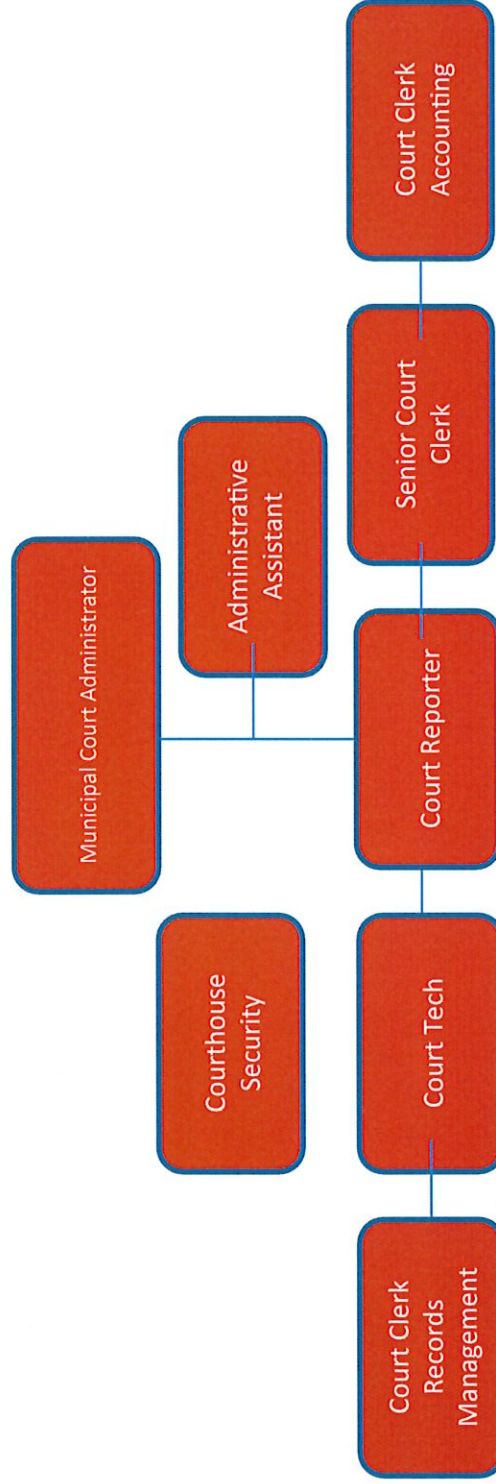 Municipal Court Administrator
Administrative
Assistant
Courthouse
Security
Court Clerk
Records
Management
Court Tech
Court Reporter
Senior Court
Clerk
Court Clerk
Accounting